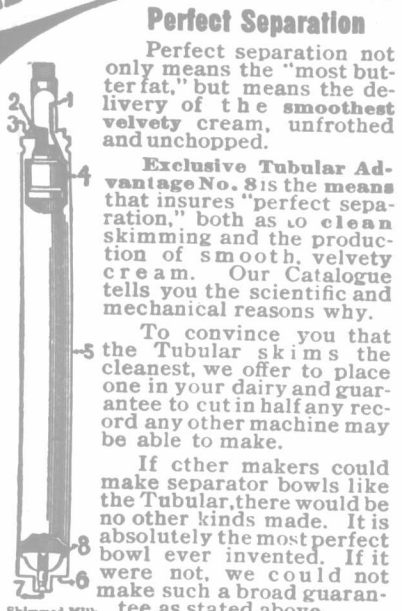 Perfect Separation
Perfect separation not
only means the "most but-
ter fat," but means the de-
livery of the smoothest
velvety cream, unfrothed
and unchopped.
Exclusive Tubular Ad-
vantage No. 8 is the means
that insures "perfect sepa-
ration," both as to clean
skimming and the produc-
tion of smooth, velvety
cream. Our Catalogue
tells you the scientific and
mechanical reasons why.
To convince you that
the Tubular skims the
cleanest, we offer to place
one in your dairy and guar-
antee to cut in half any rec-
ord any other machine may
be able to make.
If cther makers could
make separator bowls like
the Tubular, there would be
no other kinds made. It is
absolutely the most perfect
bowl ever invented. If it
were not, we could not
make such a broad guaran-
tee as stated above.
1
2
3
4
5
8
6
Skimmed Milk